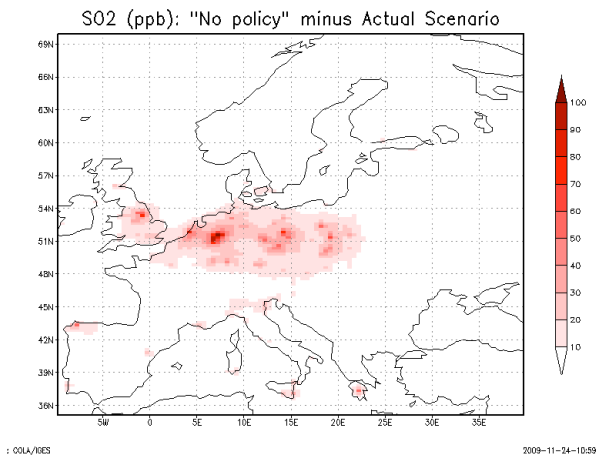 SO2 (ppb): "No policy" minus Actual Scenario
69N
66N
63N
60N
57N
54N
51N
48N
45N
42N
39N
36N
5W
0
5E
10E
15E
20E
25E
30E
35E
100
90
80
70
60
50
40
30
20
10
: COLA/IGES
2009-11-24-10:59